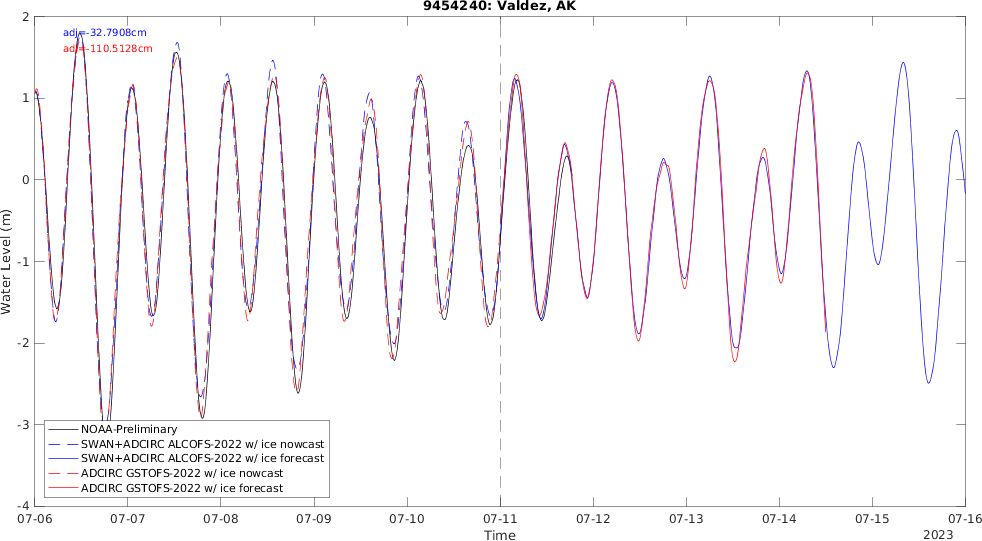 9454240: Valdez, AK
adj=-32.7908cm
adj=-110.5128cm
2
1
0
-1
-2
-3
-4
Water Level (m)
NOAA-Preliminary
SWAN+ADCIRC ALCOFS-2022 w/ ice nowcast
SWAN+ADCIRC ALCOFS-2022 w/ ice forecast
ADCIRC GSTOFS-2022 w/ ice nowcast
ADCIRC GSTOFS-2022 w/ ice forecast
07-06 07-07 07-08 07-09 07-10 07-11 07-12 07-13 07-14 07-15 07-16
Time
2023